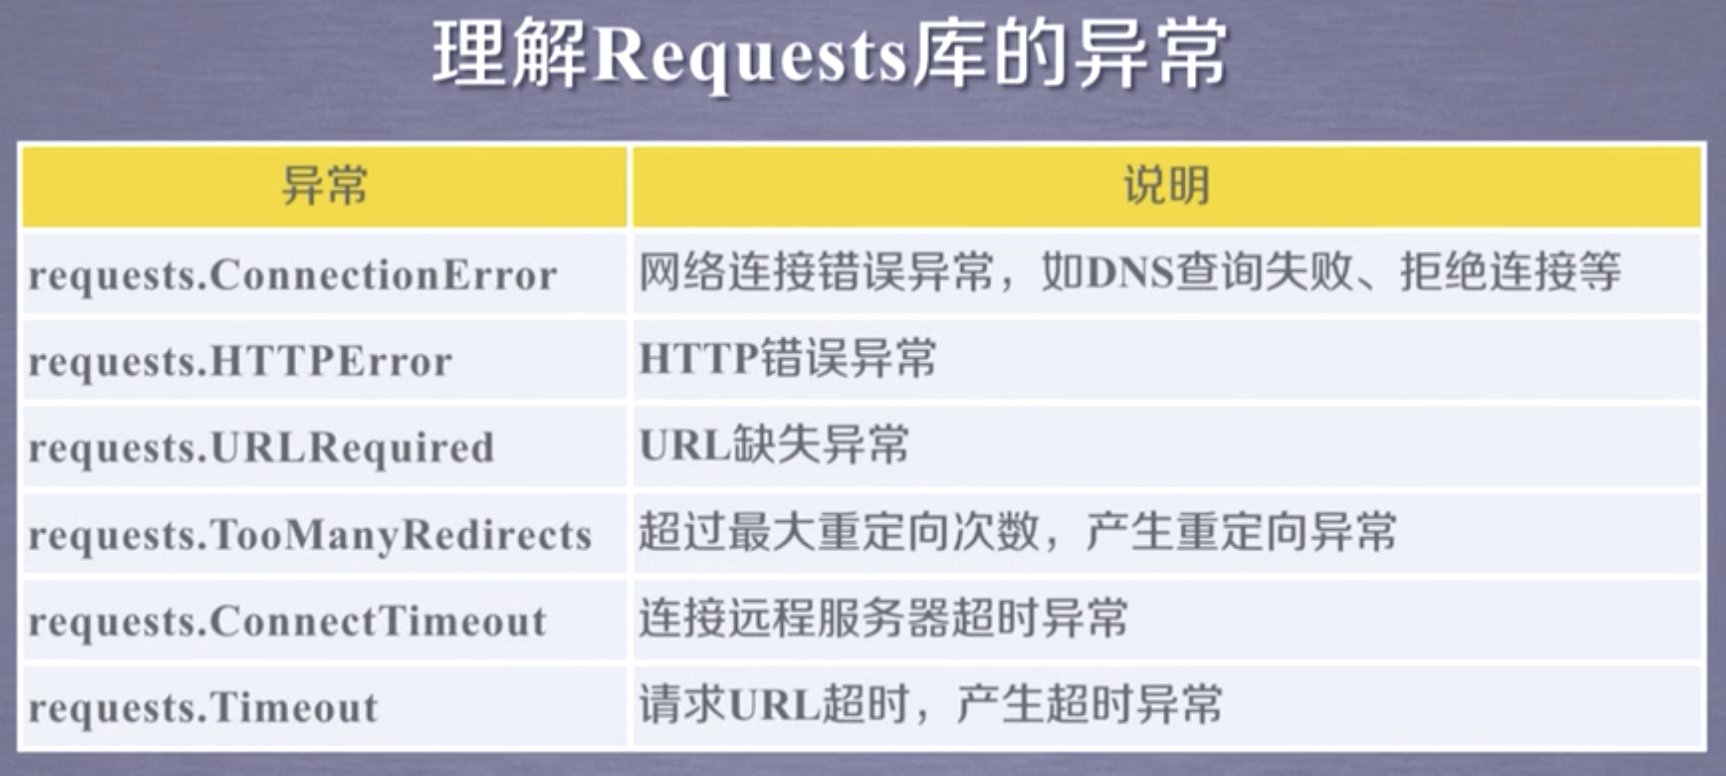 理解Requests库的异常
异常 说明
requests.ConnectionError 网络连接错误异常，如DNS查询失败、拒绝连接等
requests.HTTPError HTTP错误异常
requests.URLRequired URL缺失异常
requests.TooManyRedirects 超过最大重定向次数，产生重定向异常
requests.ConnectTimeout 连接远程服务器超时异常
requests.Timeout 请求URL超时，产生超时异常